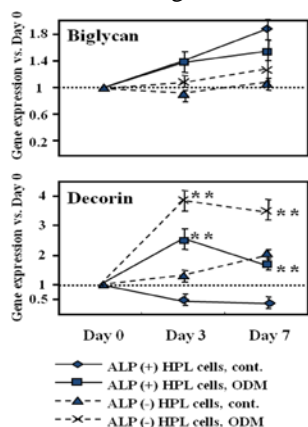 Biglycan
Gene expression vs. Day 0
1.8
1.4
1
0.6
0.2
Decorin
Gene expression vs. Day 0
4
3
2
1
0.5
**
**
**
**
Day 0 Day 3 Day 7
ALP (+) HPL cells, cont.
ALP (+) HPL cells, ODM
ALP (-) HPL cells, cont
ALP (-) HPL cells, ODM